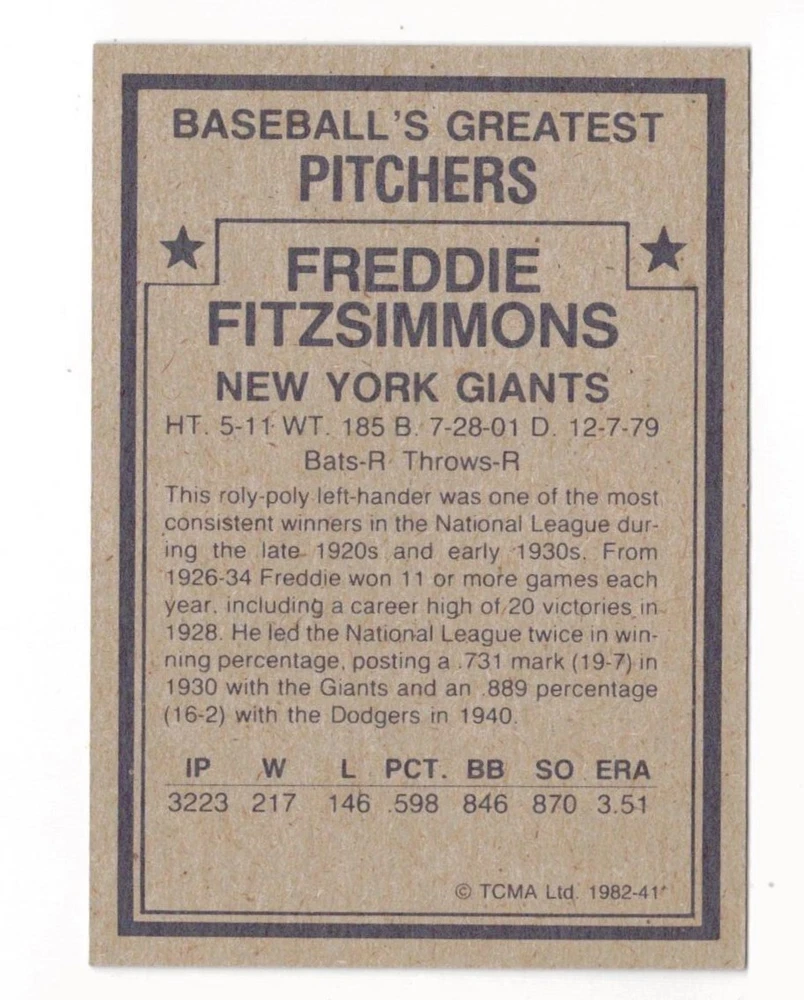 BASEBALL'S GREATEST
PITCHERS
FREDDIE
FITZSIMMONS
NEW YORK GIANTS
HT. 5-11 WT. 185 B. 7-28-01 D. 12-7-79
Bats-R Throws-R
This roly-poly left-hander was one of the most
consistent winners in the National League dur-
ing the late 1920s and early 1930s. From
1926-34 Freddie won 11 or more games each
year, including a career high of 20 victories in
1928. He led the National League twice in win-
ning percentage, posting a .731 mark (19-7) in
1930 with the Giants and an .889 percentage
(16-2) with the Dodgers in 1940.
IP W L PCT. BB SO ERA
3223 217 146 .598 846 870 3.51
© TCMA Ltd. 1982-41